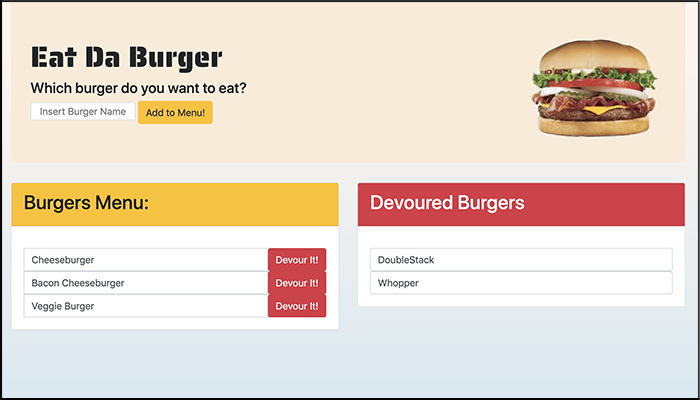 Eat Da Burger
Which burger do you want to eat?
Insert Burger Name Add to Menu!
Burgers Menu:
Cheeseburger Devour It!
Bacon Cheeseburger Devour It!
Veggie Burger Devour It!
Devoured Burgers
DoubleStack
Whopper